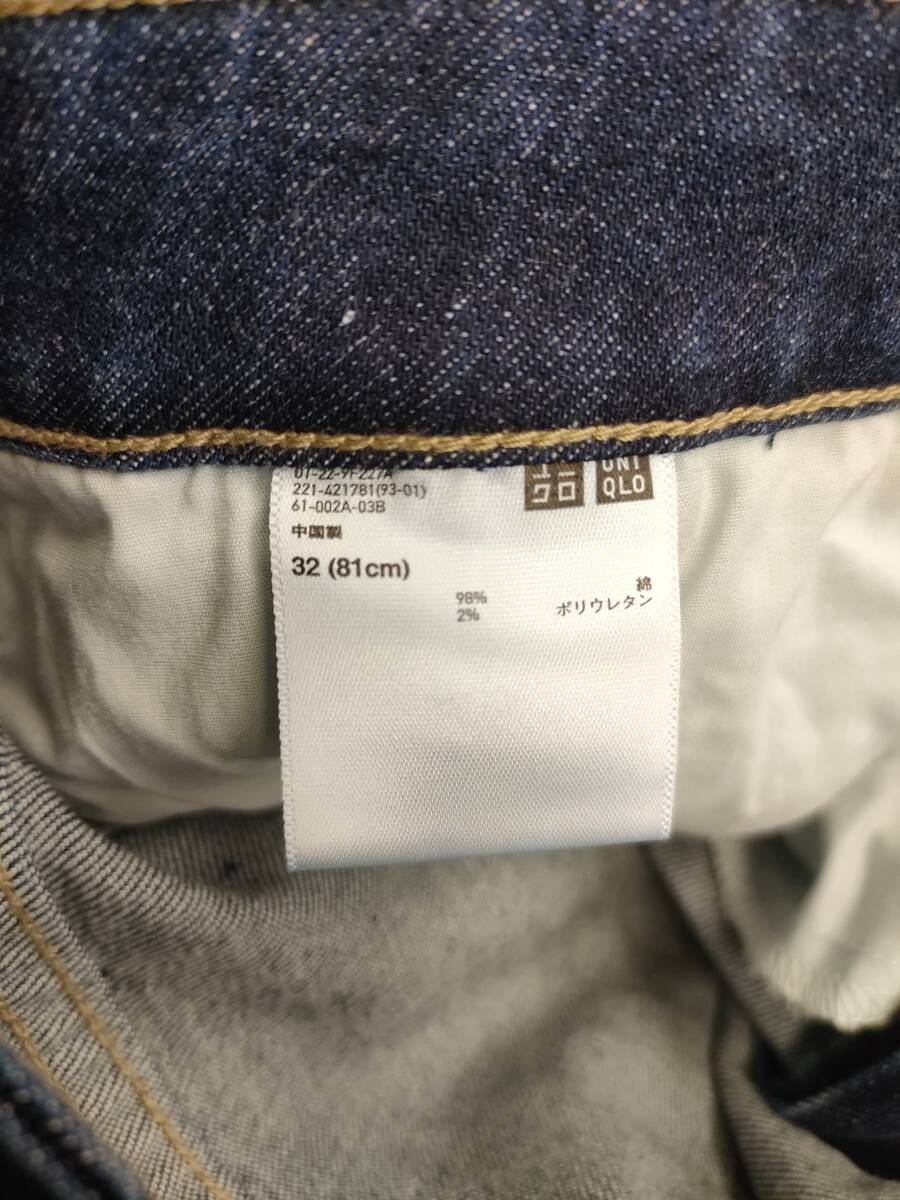 01-22-9F227A
221-421781(93-01)
61-002A-03B
中国製
32 (81cm)
98% 綿
2% ポリウレタン
ユニ
クロ
UNI
QLO